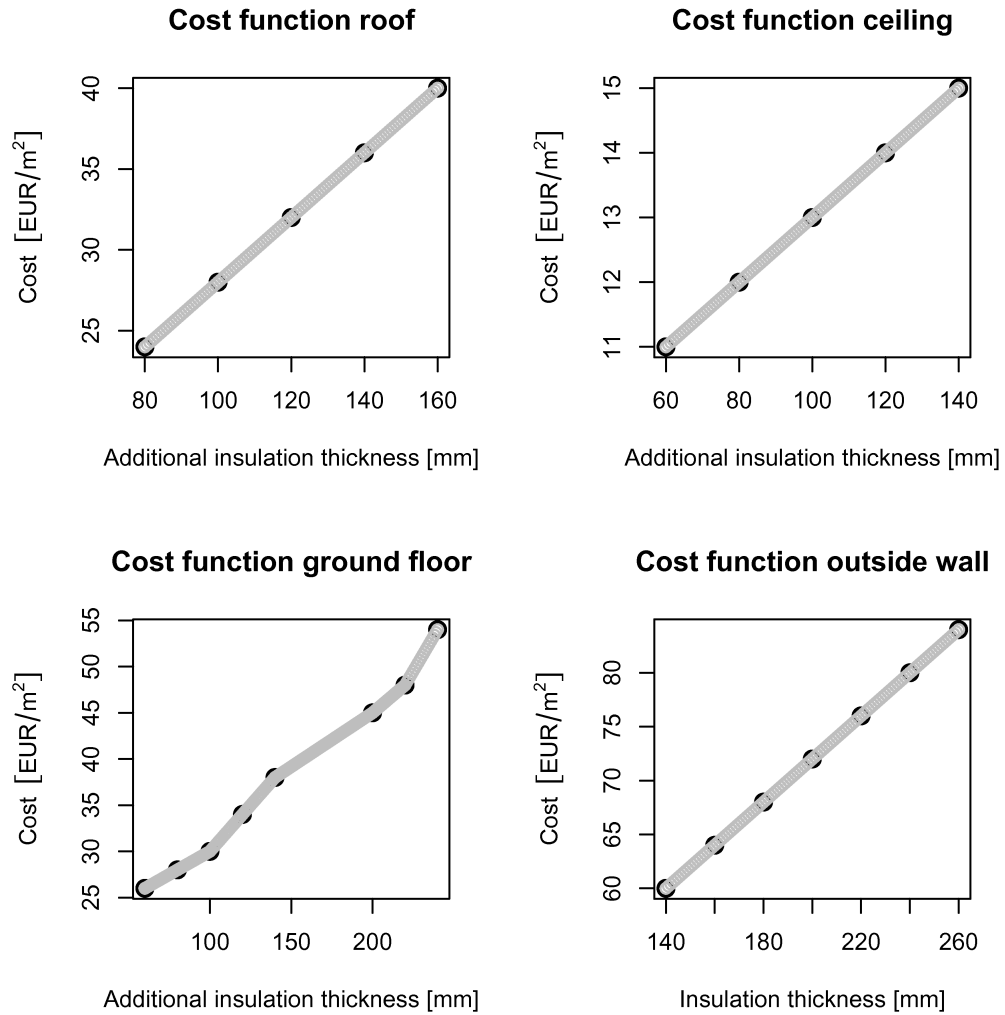 Cost function roof
Cost [EUR/m²]
40
35
30
25
80 100 120 140 160
Additional insulation thickness [mm]
Cost function ceiling
Cost [EUR/m²]
15
14
13
12
11
60 80 100 120 140
Additional insulation thickness [mm]
Cost function ground floor
Cost [EUR/m²]
55
50
45
40
35
30
25
100 150 200
Additional insulation thickness [mm]
Cost function outside wall
Cost [EUR/m²]
80
75
70
65
60
140 180 220 260
Insulation thickness [mm]